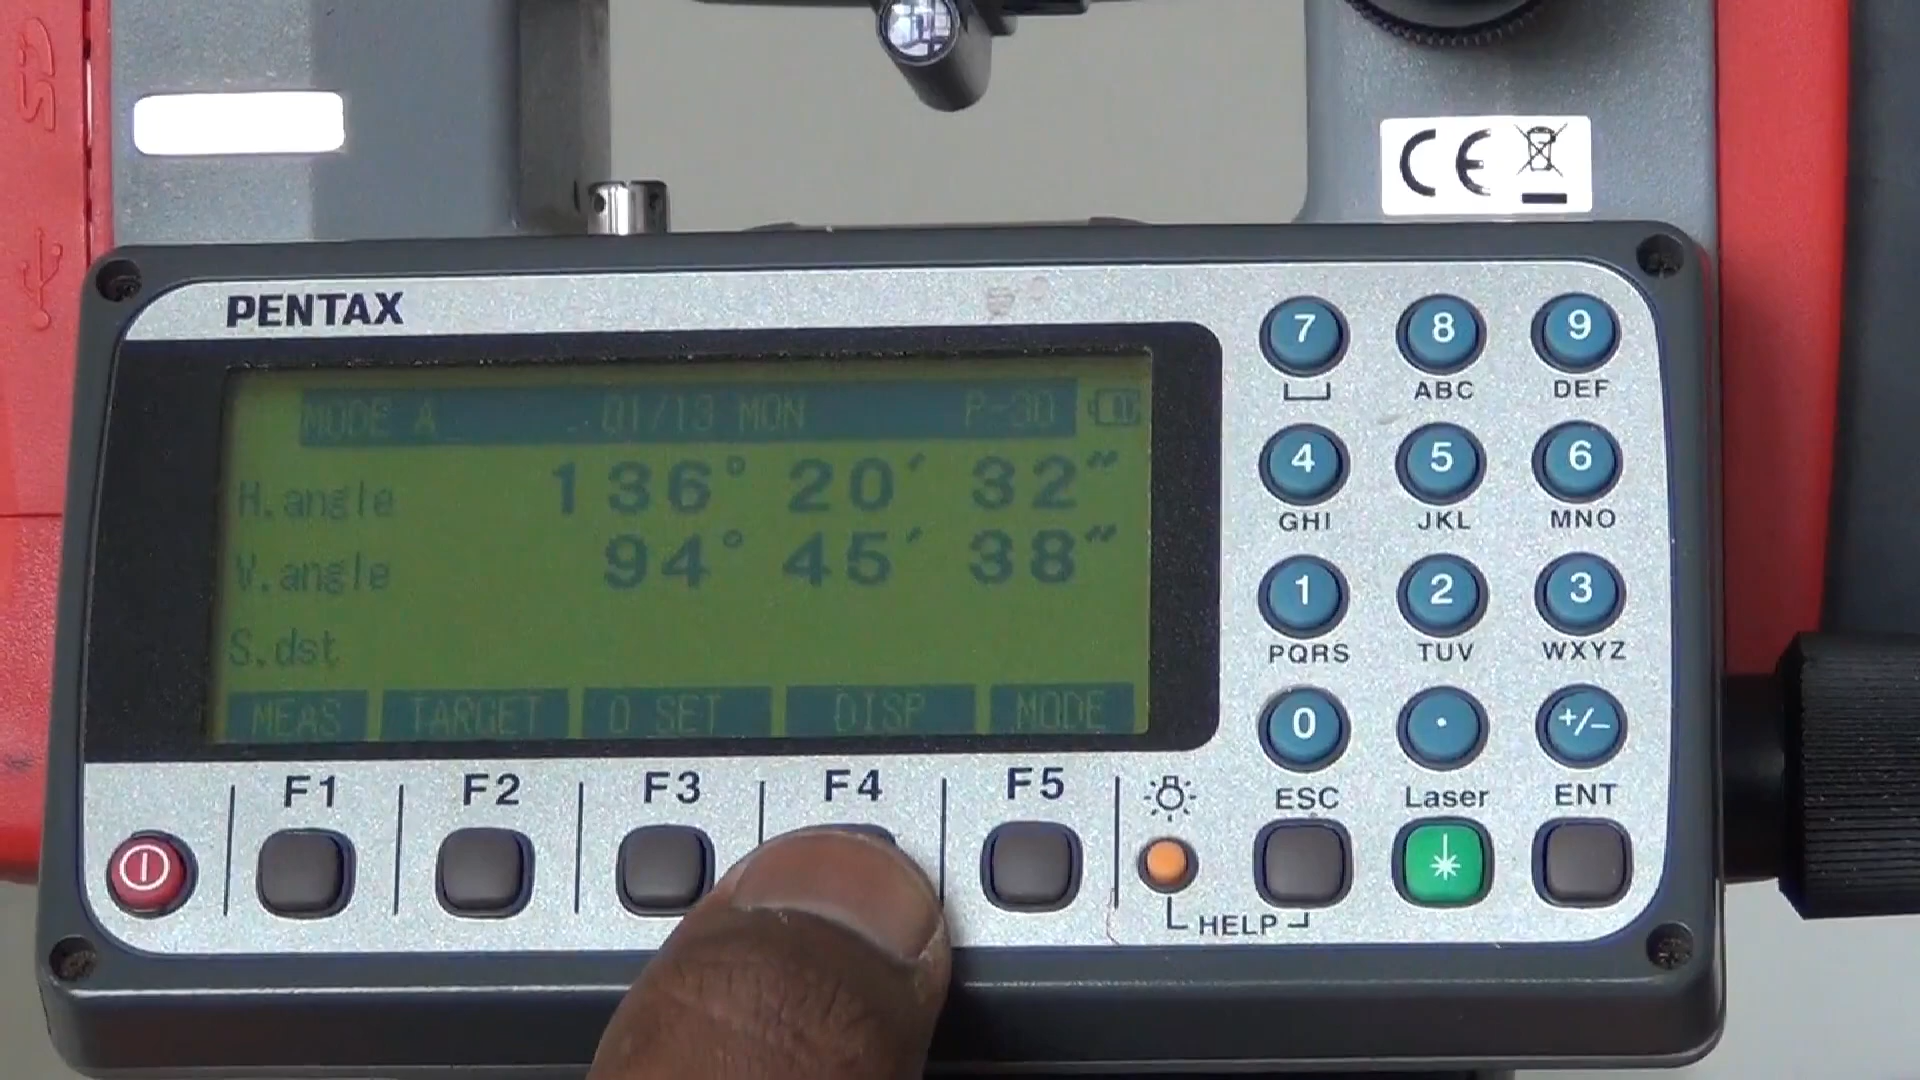 SD
CE
PENTAX
MODE A 01/13 MON P-30
H.angle 136° 20′ 32″
V.angle 94° 45′ 38″
S.dst
MEAS TARGET 0 SET DISP MODE
F1 F2 F3 F4 F5
7 8 9
ABC DEF
4 5 6
GHI JKL MNO
1 2 3
PQRS TUV WXYZ
0 . +/-
ESC Laser ENT
HELP